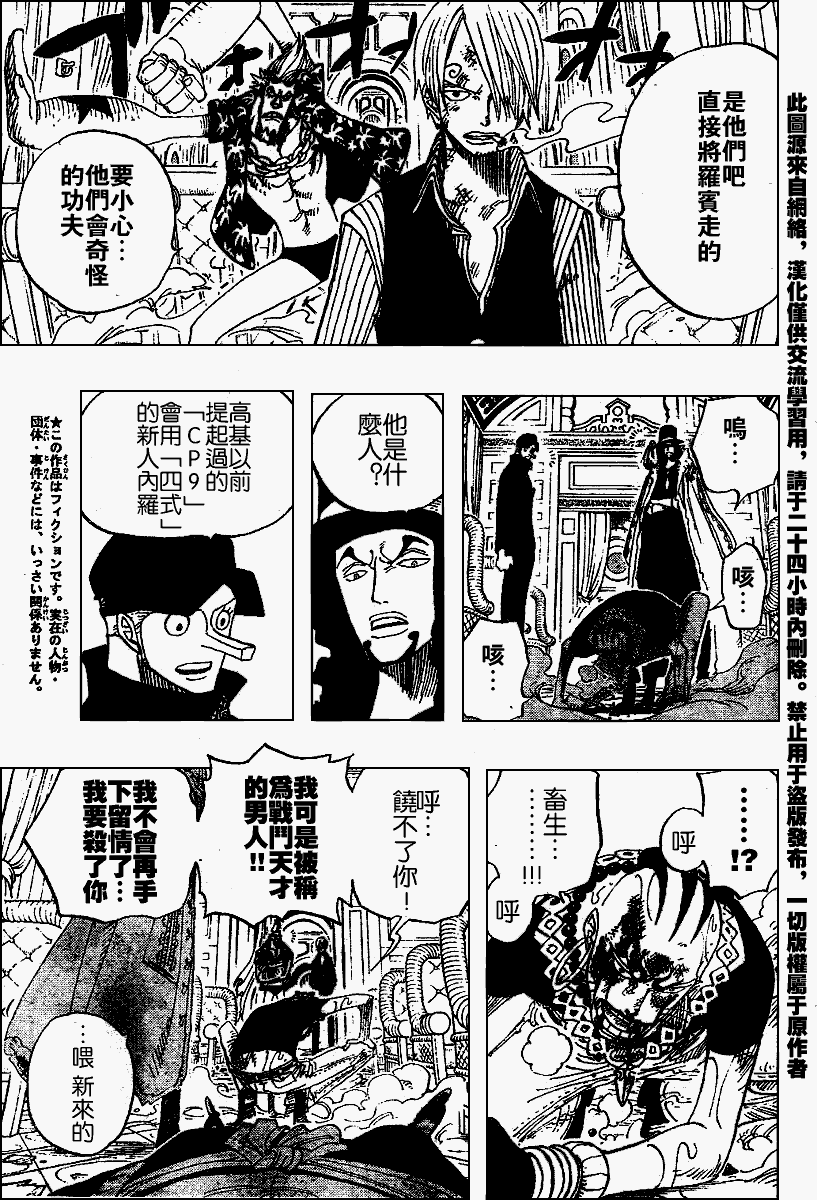 是他們吧
直接將羅賓走的
要小心…
他們會奇怪
的功夫
嗚…
咳…
咳…
他是什
麼人?
高基以前
提起過的
「CP9」
會用「四式」
的新人內羅
★この作品はフィクションです。実在の人物・
団体・事件などには、いっさい関係ありません。
……!?
呼
畜生…
………!!!
呼
呼…
饒不了你!
我可是被稱
為戰鬥天才
的男人!!
我不會再手
下留情了…
我要殺了你
…喂 新來的
此圖源來自網絡，漢化僅供交流學習用，請于二十四小時內刪除。禁止用于盜版發布，一切版權屬于原作者